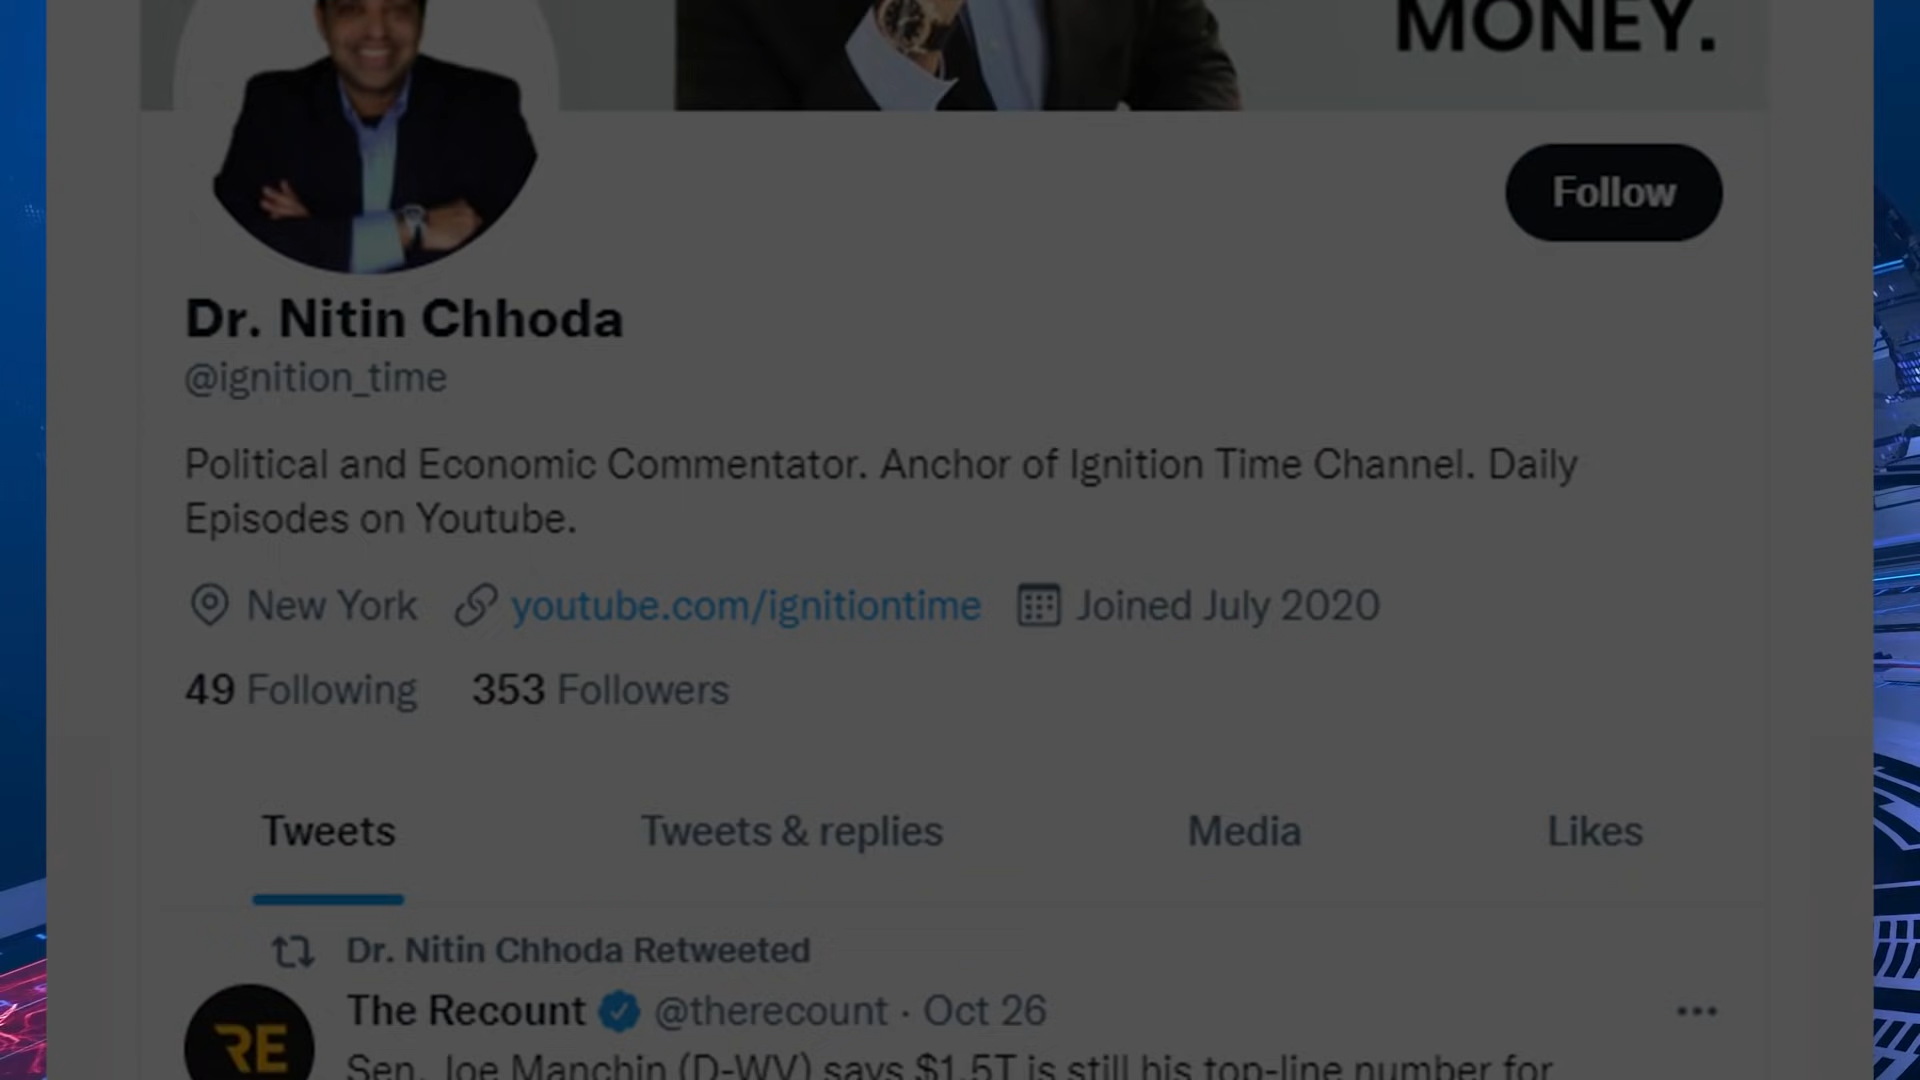 MONEY.
Follow
Dr. Nitin Chhoda
@ignition_time
Political and Economic Commentator. Anchor of Ignition Time Channel. Daily
Episodes on Youtube.
New York youtube.com/ignitiontime Joined July 2020
49 Following 353 Followers
Tweets Tweets & replies Media Likes
Dr. Nitin Chhoda Retweeted
RE
The Recount @therecount · Oct 26
Sen. Joe Manchin (D-WV) says $1.5T is still his top-line number for